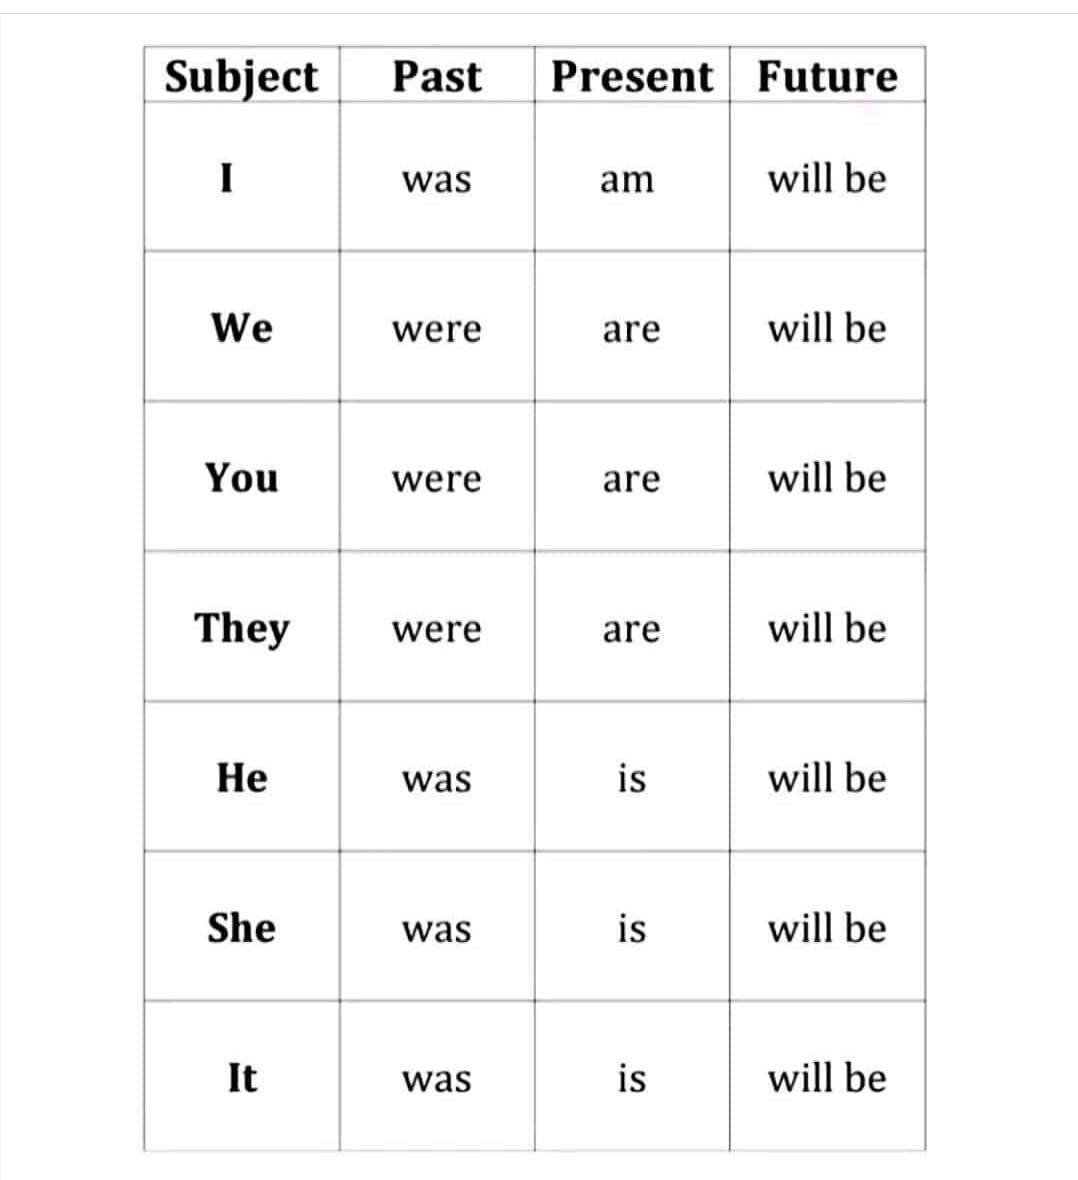 Subject Past Present Future
I was am will be
We were are will be
You were are will be
They were are will be
He was is will be
She was is will be
It was is will be